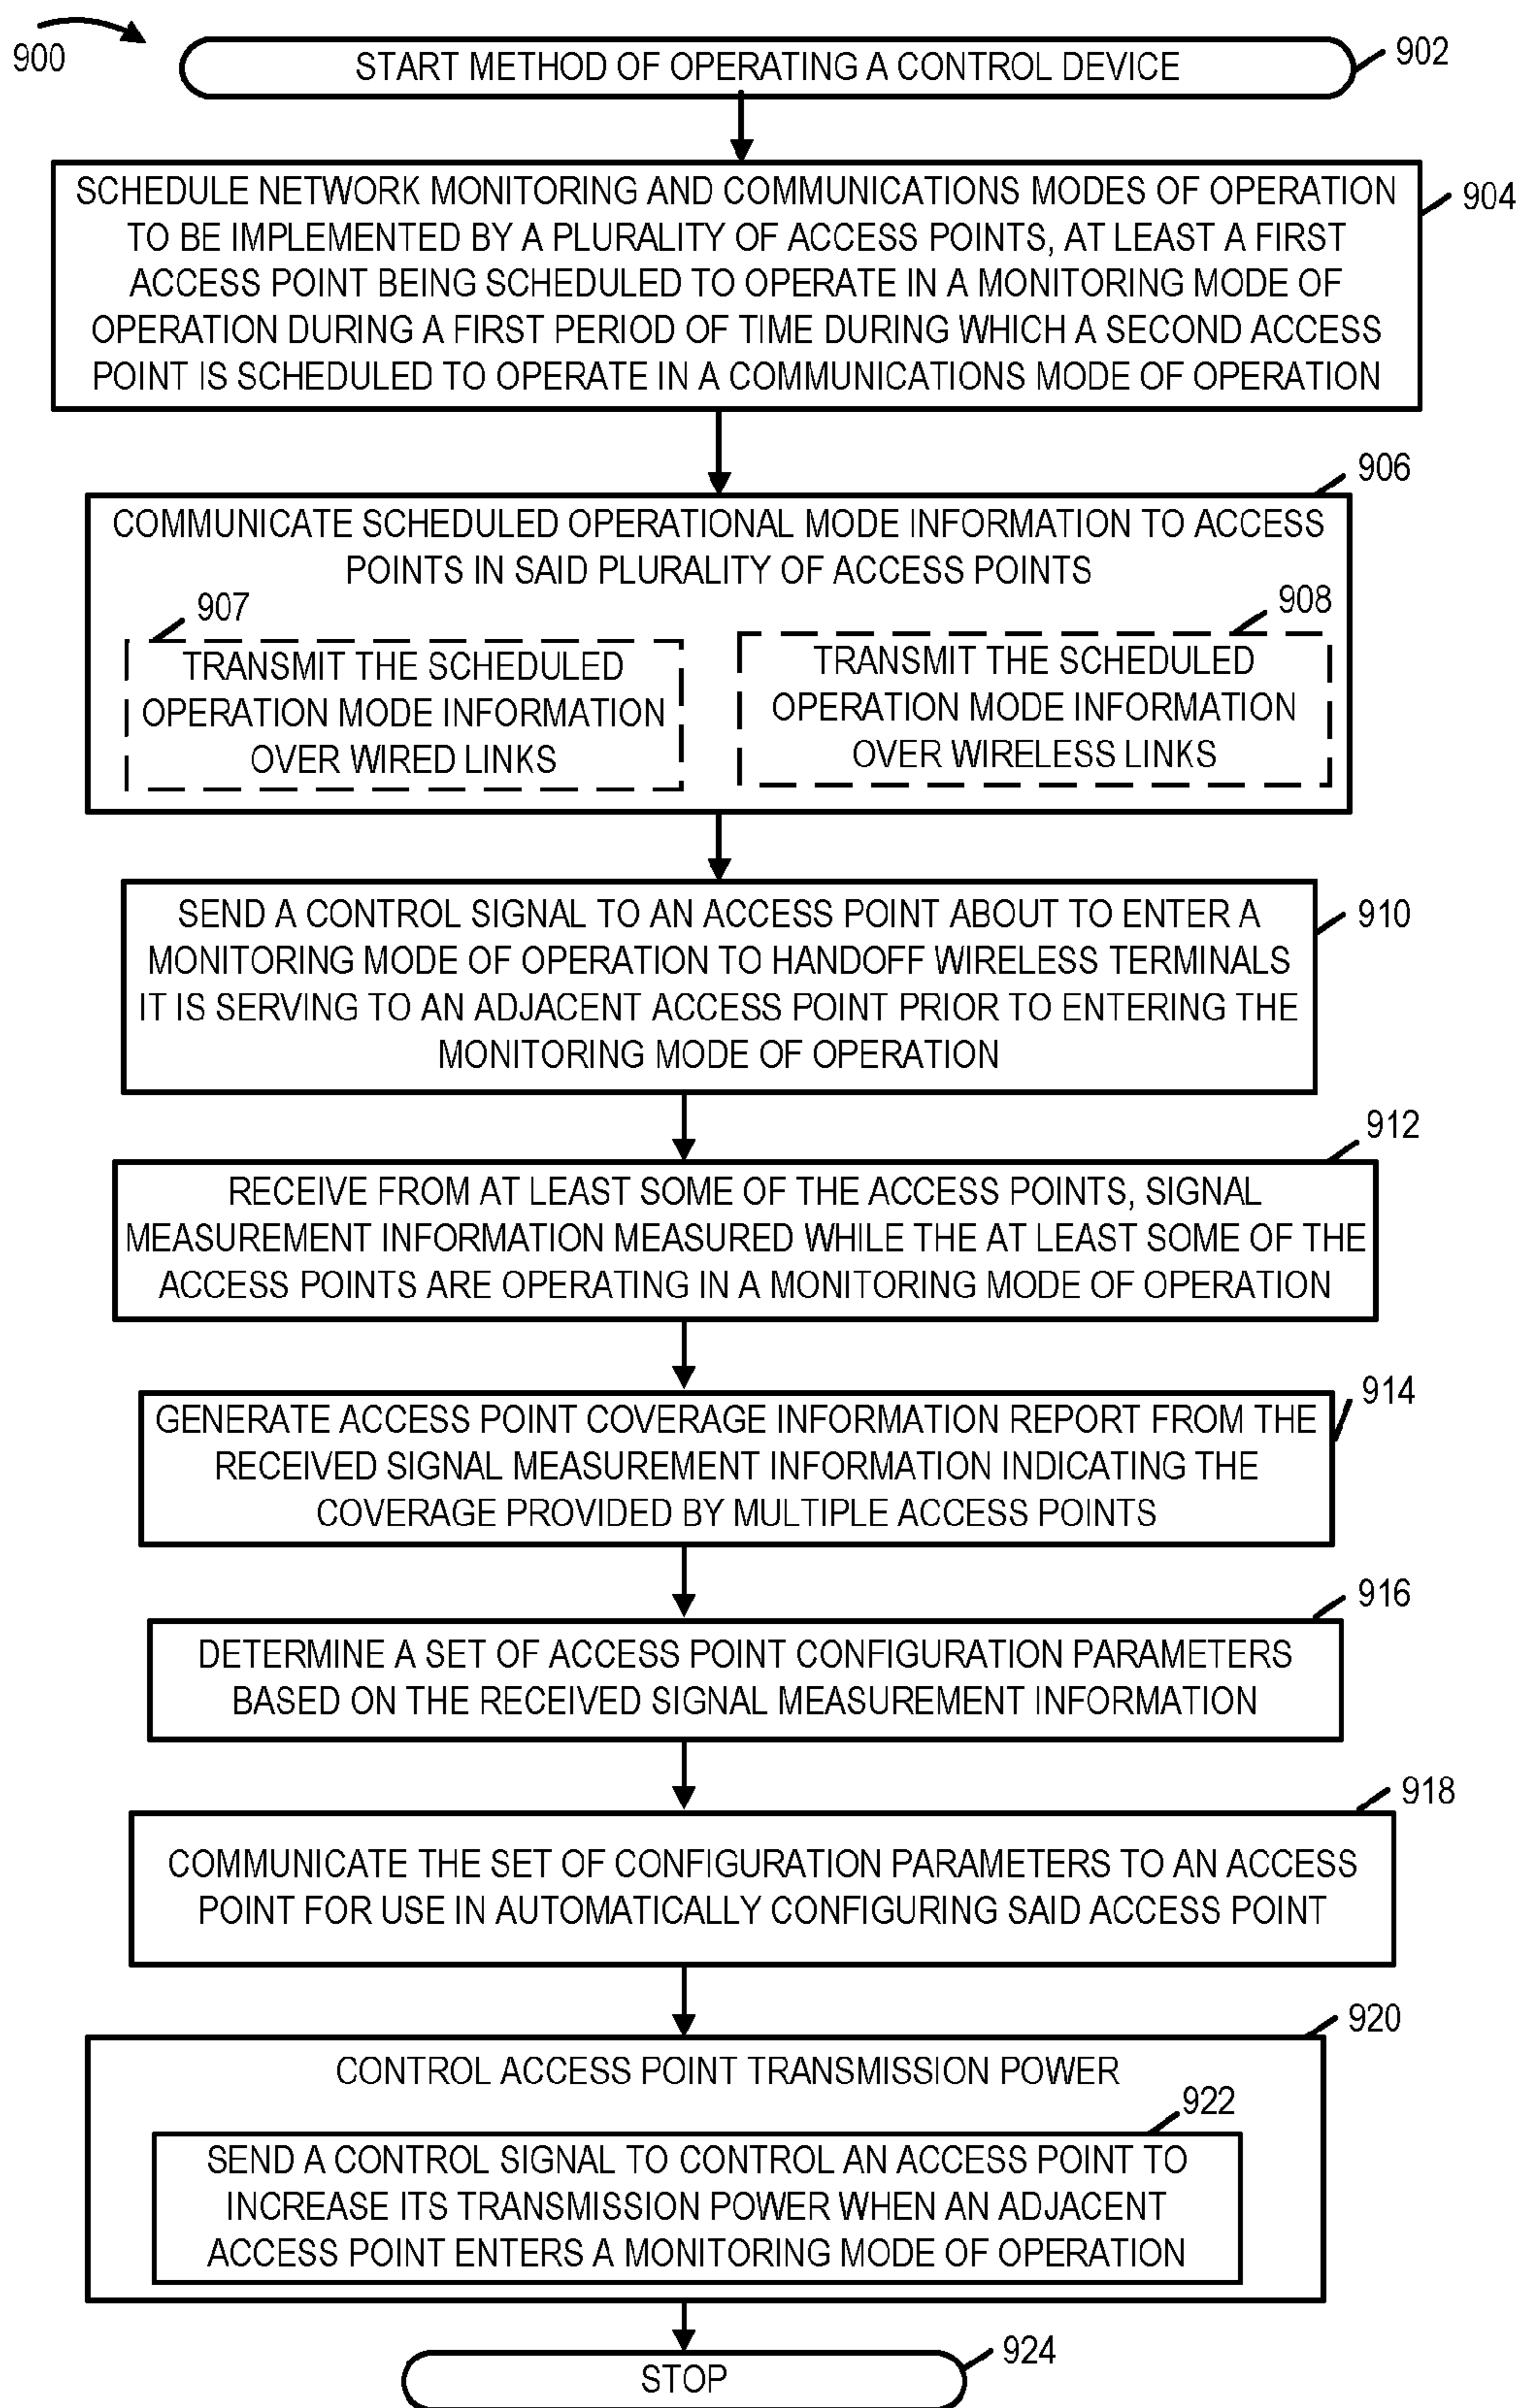 900
START METHOD OF OPERATING A CONTROL DEVICE
902
SCHEDULE NETWORK MONITORING AND COMMUNICATIONS MODES OF OPERATION
TO BE IMPLEMENTED BY A PLURALITY OF ACCESS POINTS, AT LEAST A FIRST
ACCESS POINT BEING SCHEDULED TO OPERATE IN A MONITORING MODE OF
OPERATION DURING A FIRST PERIOD OF TIME DURING WHICH A SECOND ACCESS
POINT IS SCHEDULED TO OPERATE IN A COMMUNICATIONS MODE OF OPERATION
904
906
COMMUNICATE SCHEDULED OPERATIONAL MODE INFORMATION TO ACCESS
POINTS IN SAID PLURALITY OF ACCESS POINTS
907
TRANSMIT THE SCHEDULED
OPERATION MODE INFORMATION
OVER WIRED LINKS
908
TRANSMIT THE SCHEDULED
OPERATION MODE INFORMATION
OVER WIRELESS LINKS
SEND A CONTROL SIGNAL TO AN ACCESS POINT ABOUT TO ENTER A
MONITORING MODE OF OPERATION TO HANDOFF WIRELESS TERMINALS
IT IS SERVING TO AN ADJACENT ACCESS POINT PRIOR TO ENTERING THE
MONITORING MODE OF OPERATION
910
912
RECEIVE FROM AT LEAST SOME OF THE ACCESS POINTS, SIGNAL
MEASUREMENT INFORMATION MEASURED WHILE THE AT LEAST SOME OF THE
ACCESS POINTS ARE OPERATING IN A MONITORING MODE OF OPERATION
914
GENERATE ACCESS POINT COVERAGE INFORMATION REPORT FROM THE
RECEIVED SIGNAL MEASUREMENT INFORMATION INDICATING THE
COVERAGE PROVIDED BY MULTIPLE ACCESS POINTS
916
DETERMINE A SET OF ACCESS POINT CONFIGURATION PARAMETERS
BASED ON THE RECEIVED SIGNAL MEASUREMENT INFORMATION
918
COMMUNICATE THE SET OF CONFIGURATION PARAMETERS TO AN ACCESS
POINT FOR USE IN AUTOMATICALLY CONFIGURING SAID ACCESS POINT
920
CONTROL ACCESS POINT TRANSMISSION POWER
922
SEND A CONTROL SIGNAL TO CONTROL AN ACCESS POINT TO
INCREASE ITS TRANSMISSION POWER WHEN AN ADJACENT
ACCESS POINT ENTERS A MONITORING MODE OF OPERATION
STOP
924